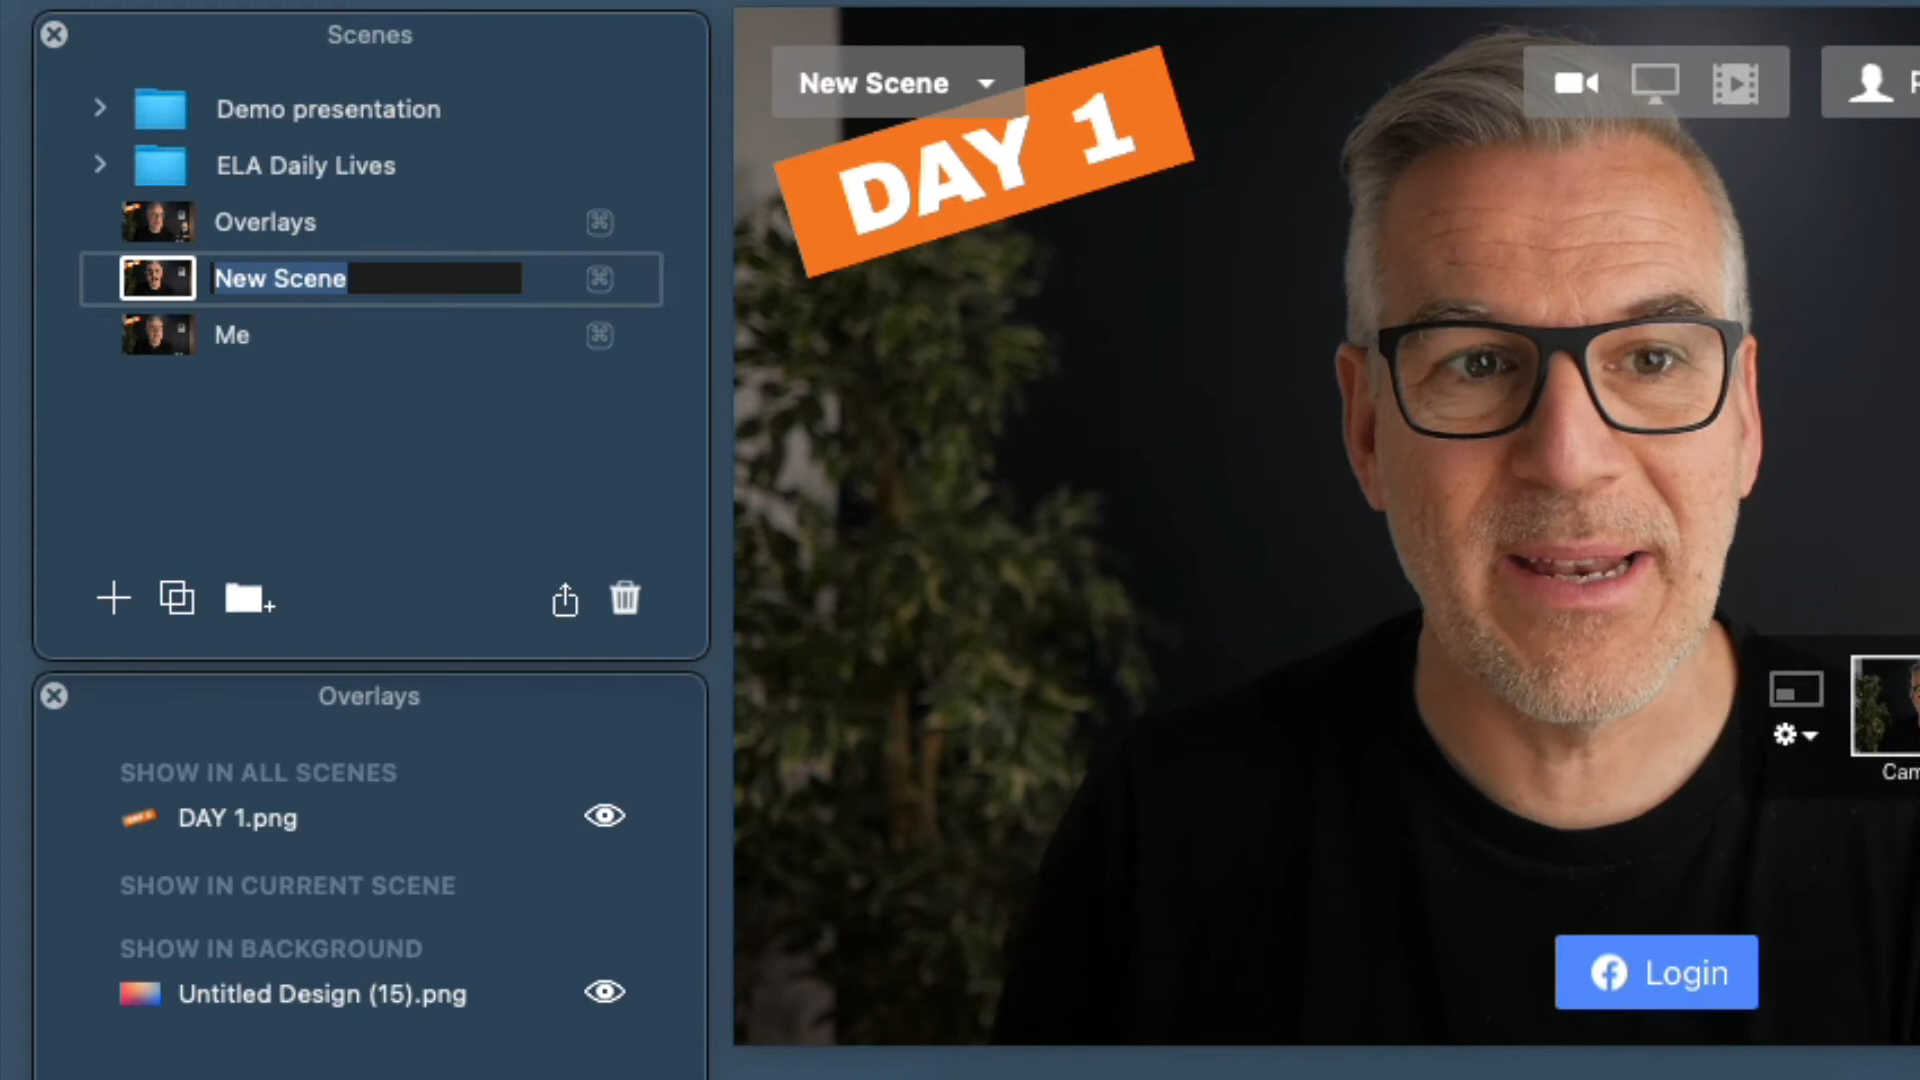 Scenes
Demo presentation
ELA Daily Lives
Overlays
New Scene
Me
Overlays
SHOW IN ALL SCENES
DAY 1.png
SHOW IN CURRENT SCENE
SHOW IN BACKGROUND
Untitled Design (15).png
New Scene
DAY 1
Login